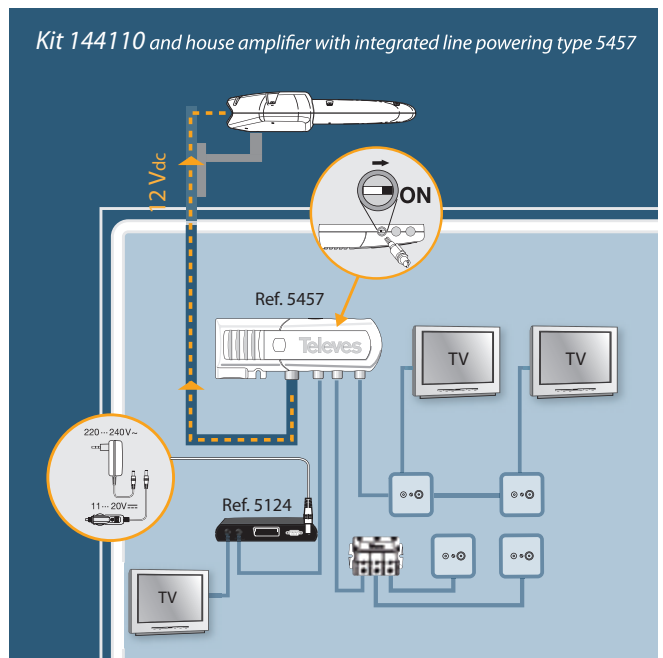 Kit 144110 and house amplifier with integrated line powering type 5457
12 Vdc
ON
Ref. 5457
Televes
TV
TV
220...240V~
11...20V⎓
Ref. 5124
TV